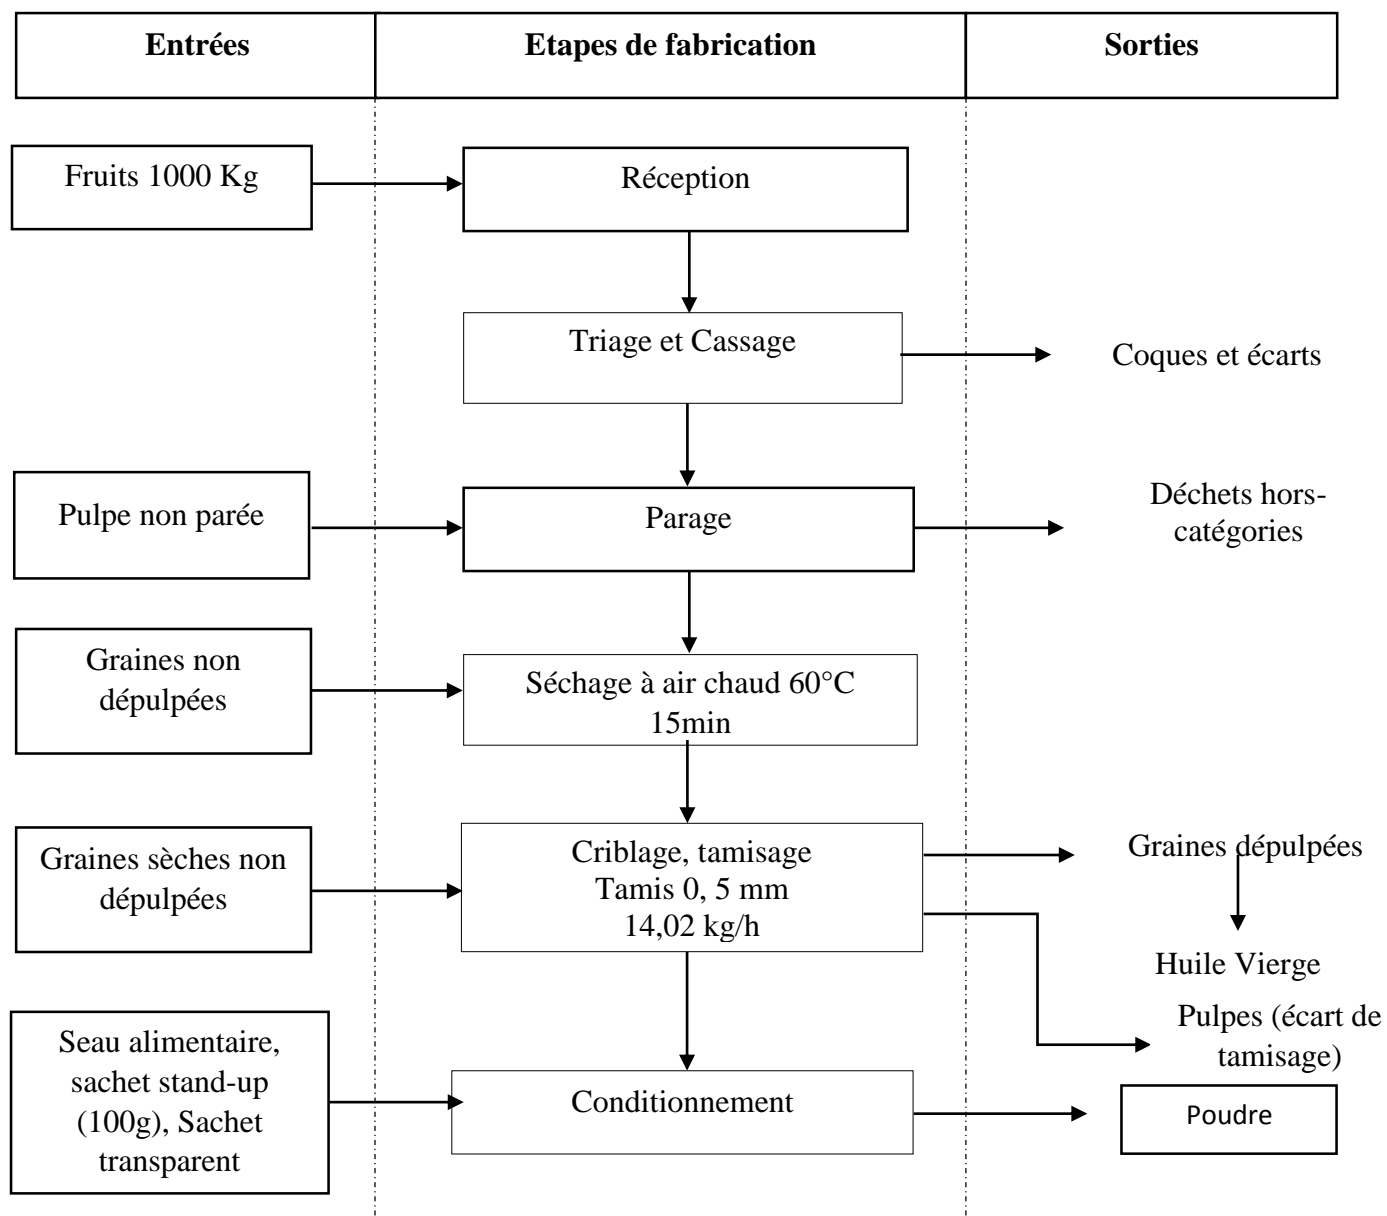 Entrées
Etapes de fabrication
Sorties
Fruits 1000 Kg
Réception
Triage et Cassage
Coques et écarts
Pulpe non parée
Parage
Déchets hors-
catégories
Graines non
dépulpées
Séchage à air chaud 60°C
15min
Graines sèches non
dépulpées
Criblage, tamisage
Tamis 0, 5 mm
14,02 kg/h
Graines dépulpées
Huile Vierge
Pulpes (écart de
tamisage)
Seau alimentaire,
sachet stand-up
(100g), Sachet
transparent
Conditionnement
Poudre